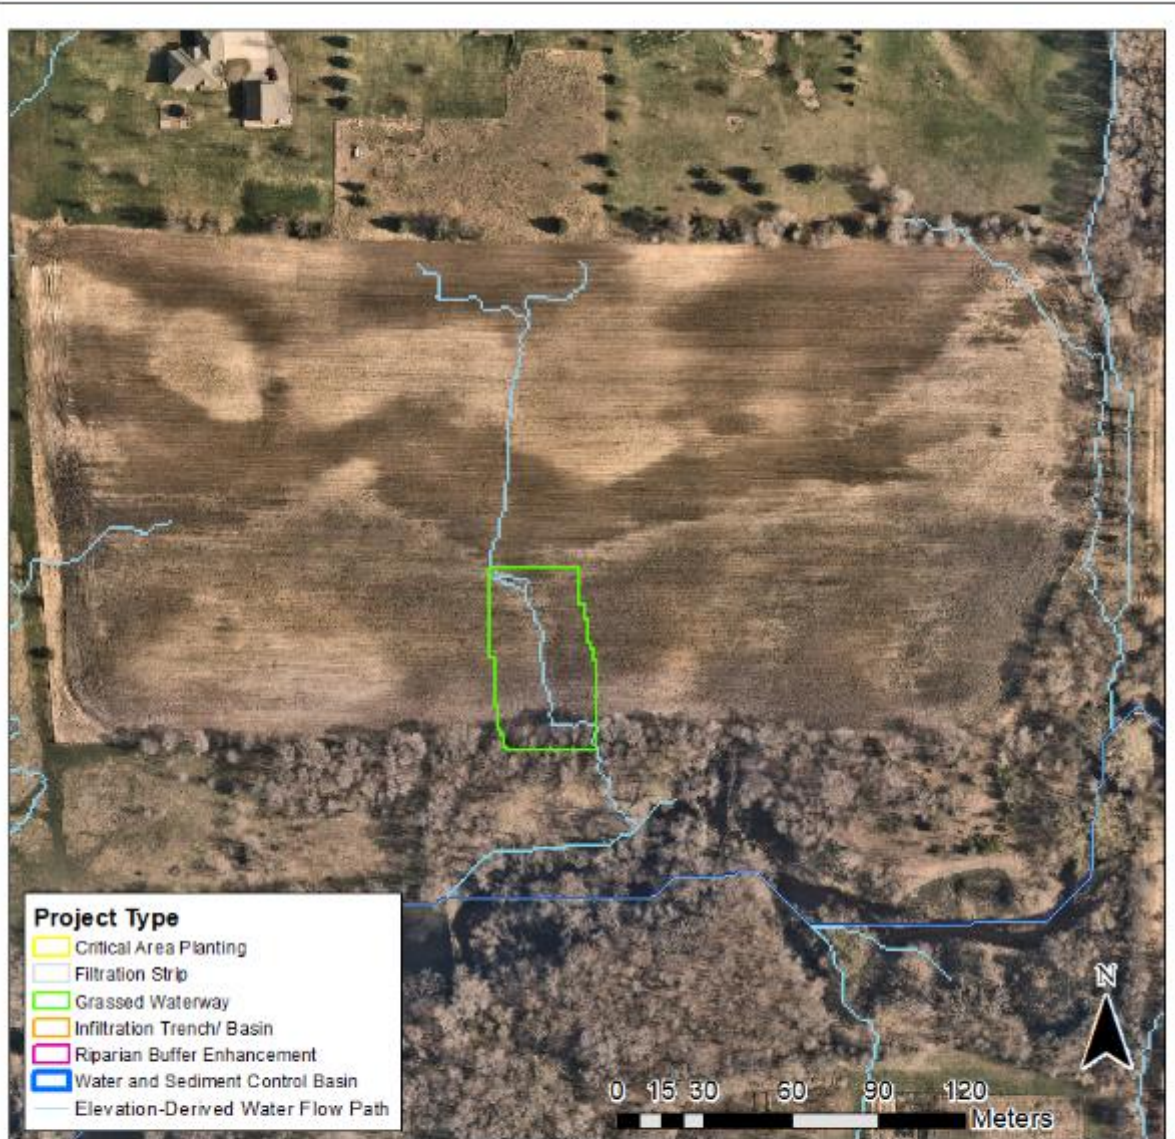 Project Type
Critical Area Planting
Filtration Strip
Grassed Waterway
Infiltration Trench/ Basin
Riparian Buffer Enhancement
Water and Sediment Control Basin
Elevation-Derived Water Flow Path
N
0 15 30 60 90 120
Meters